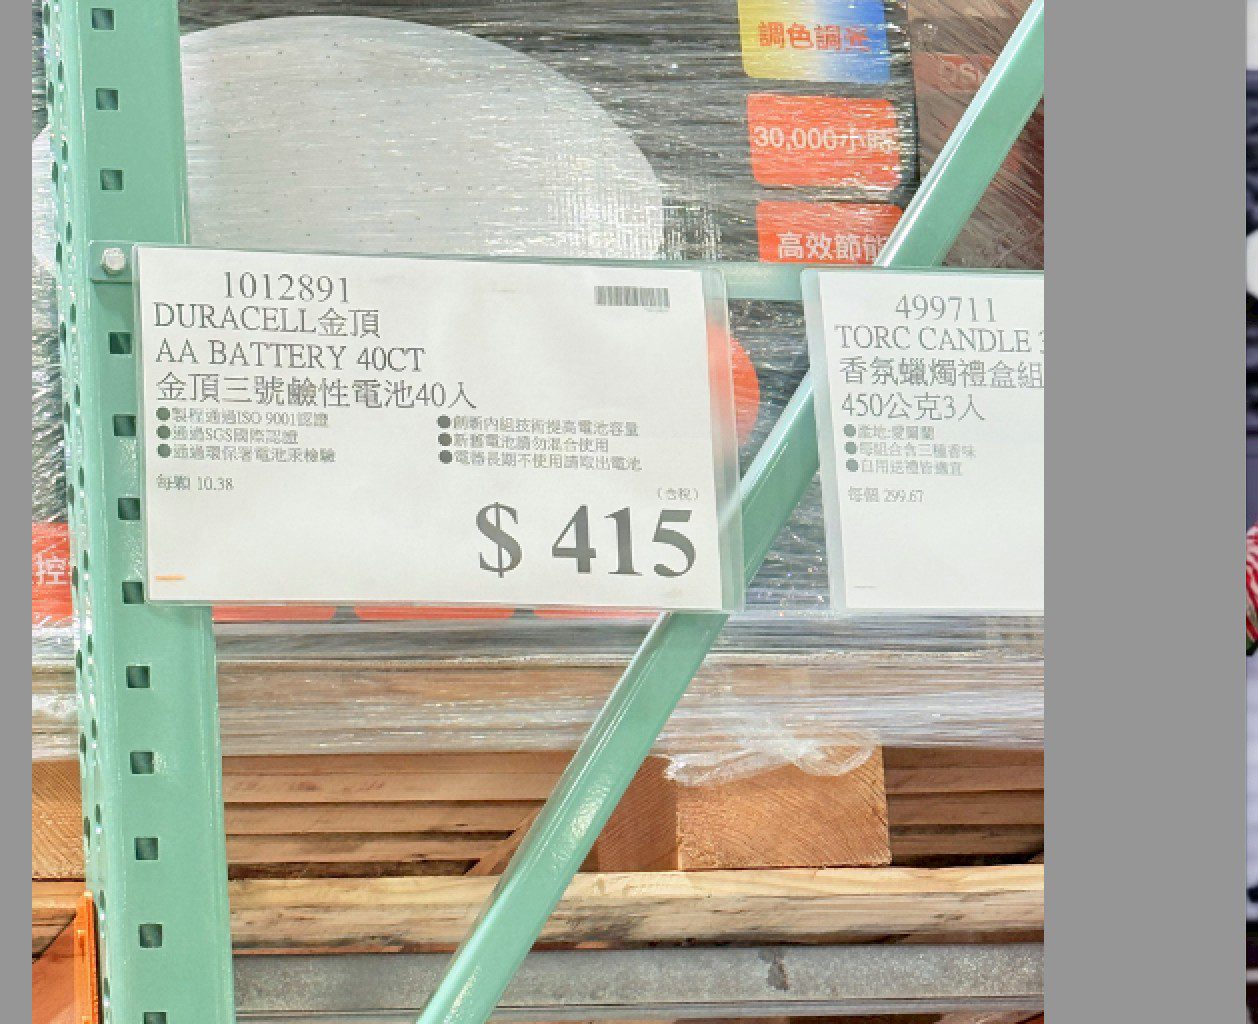 調色調光
30,000小時
高效節能
1012891
DURACELL金頂
AA BATTERY 40CT
金頂三號鹼性電池40入
●製程通過ISO 9001認證
●通過SGS國際認證
●通過環保署電池汞檢驗
●創新內組技術提高電池容量
●新舊電池請勿混合使用
●電器長期不使用請取出電池
每顆 10.38
(含稅)
$ 415
499711
TORC CANDLE
香氛蠟燭禮盒組
450公克3入
●產地:愛爾蘭
●每組合含三種香味
●自用送禮皆適宜
每個 299.67
控